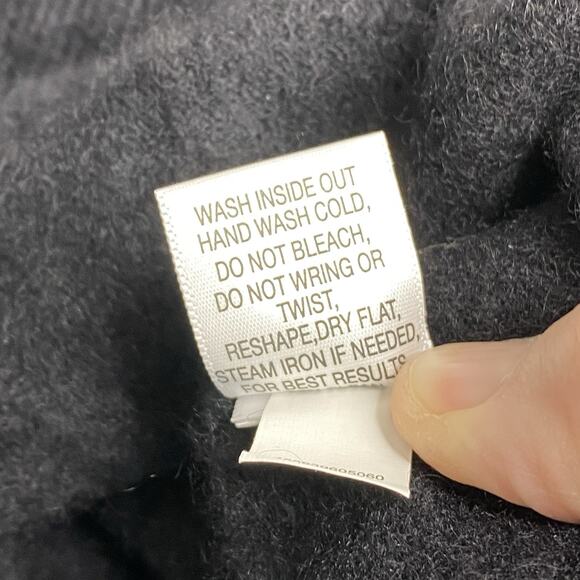 WASH INSIDE OUT
HAND WASH COLD,
DO NOT BLEACH,
DO NOT WRING OR
TWIST,
RESHAPE,DRY FLAT,
STEAM IRON IF NEEDED,
FOR BEST RESULTS